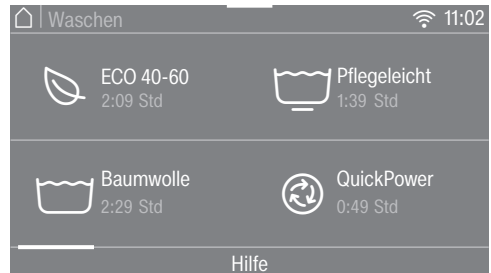 Waschen 11:02
ECO 40-60
2:09 Std
Pflegeleicht
1:39 Std
Baumwolle
2:29 Std
QuickPower
0:49 Std
Hilfe